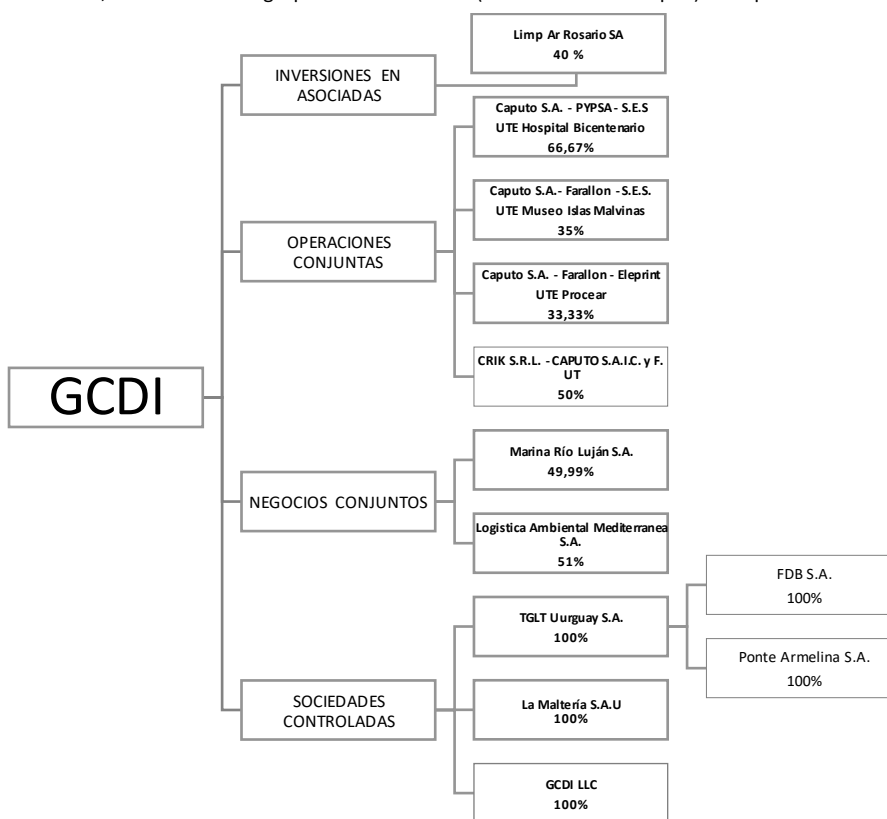 Limp Ar Rosario SA
40 %
INVERSIONES EN
ASOCIADAS
Caputo S.A. - PYPSA- S.E.S
UTE Hospital Bicentenario
66,67%
Caputo S.A.- Farallon - S.E.S.
UTE Museo Islas Malvinas
35%
OPERACIONES
CONJUNTAS
Caputo S.A. - Farallon - Eleprint
UTE Procear
33,33%
CRIK S.R.L. - CAPUTO S.A.I.C. y F.
UT
50%
GCDI
Marina Río Luján S.A.
49,99%
NEGOCIOS CONJUNTOS
Logistica Ambiental Mediterranea
S.A.
51%
FDB S.A.
100%
TGLT Uurguay S.A.
100%
Ponte Armelina S.A.
100%
SOCIEDADES
CONTROLADAS
La Maltería S.A.U
100%
GCDI LLC
100%